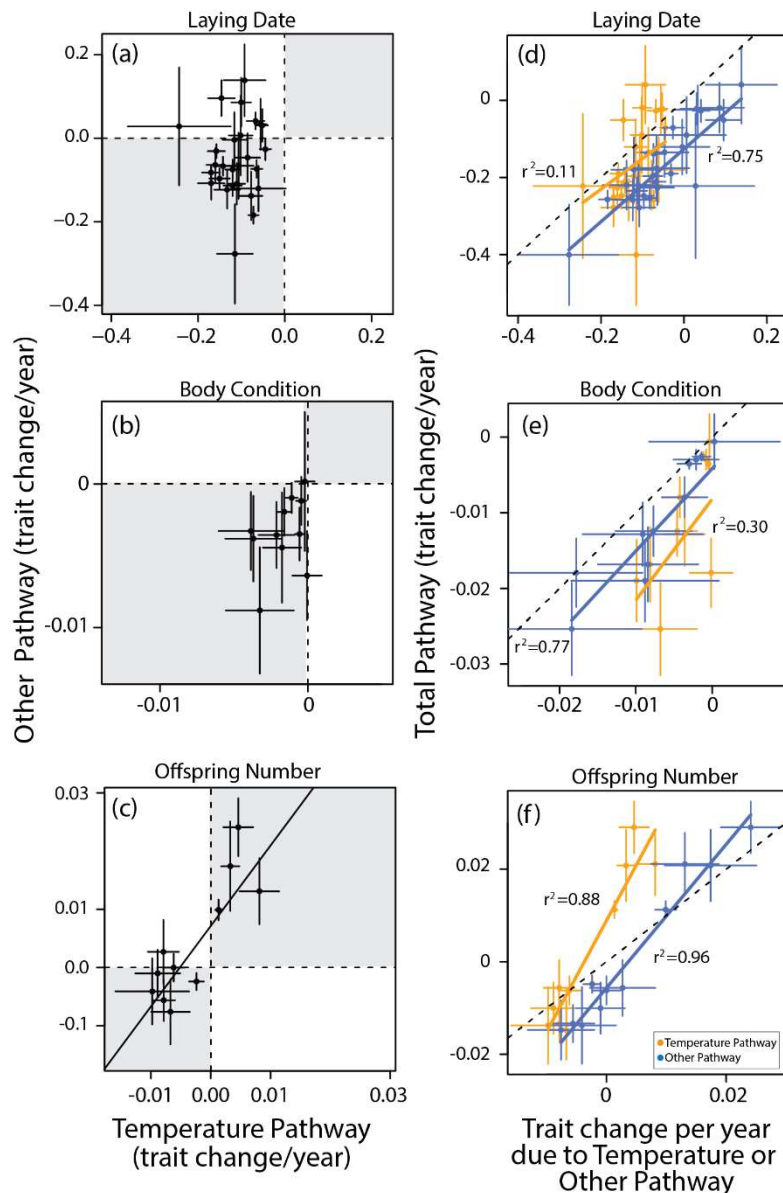 Laying Date
(a)
0.2
0.0
−0.2
−0.4
−0.4
−0.2
0.0
0.2
Body Condition
(b)
0
-0.01
-0.01
0
Offspring Number
(c)
0.03
0.01
0.0
-0.1
-0.01
0.00
0.01
0.03
Other Pathway (trait change/year)
Temperature Pathway
(trait change/year)
Laying Date
(d)
0
-0.2
-0.4
r²=0.11
r²=0.75
-0.4
-0.2
0
0.2
Body Condition
(e)
0
-0.01
-0.02
-0.03
r²=0.30
r²=0.77
-0.02
-0.01
0
Offspring Number
(f)
0.02
0
-0.02
r²=0.88
r²=0.96
Temperature Pathway
Other Pathway
0
0.02
Total Pathway (trait change/year)
Trait change per year
due to Temperature or
Other Pathway